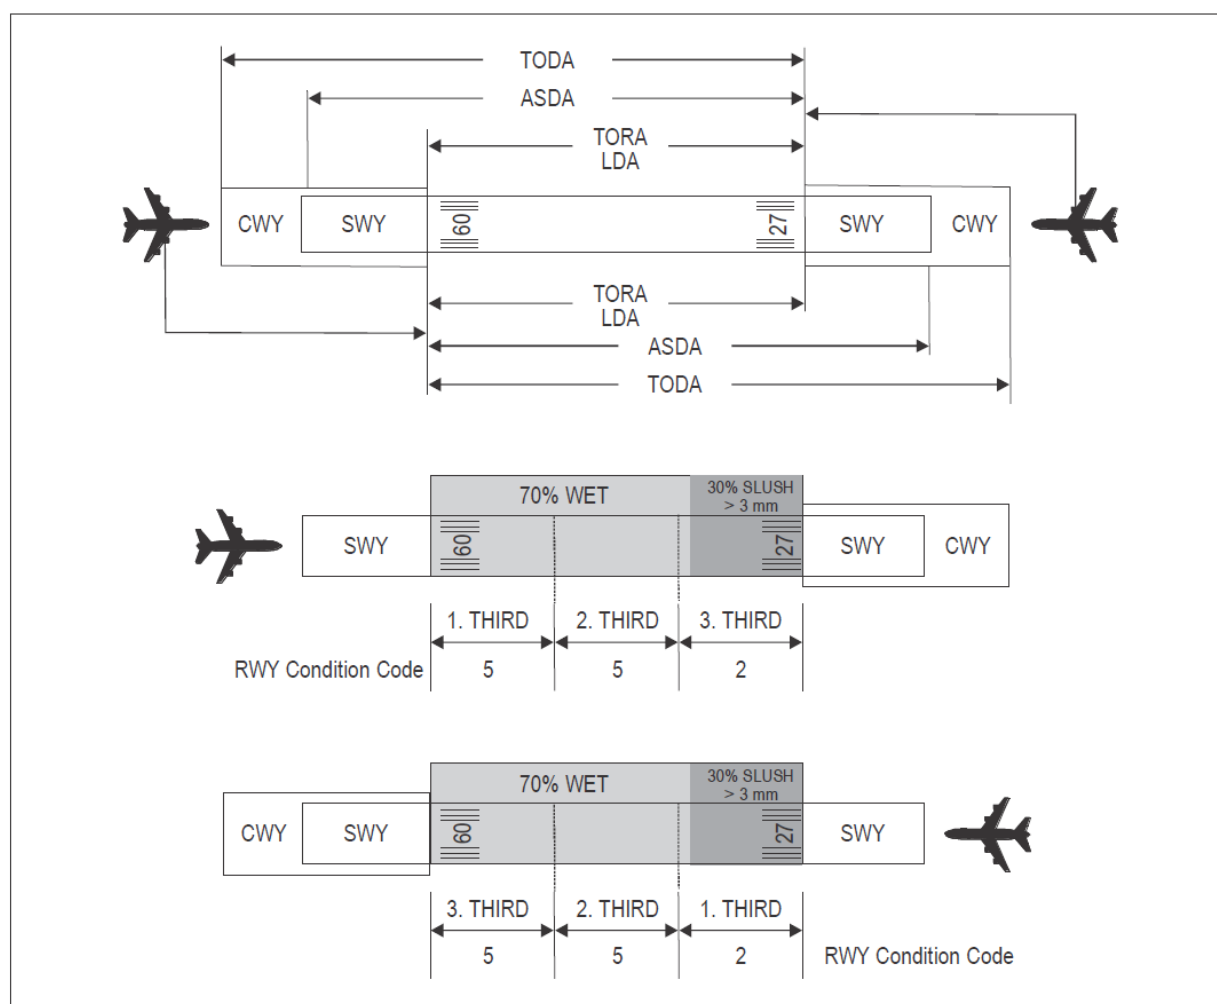 TODA
ASDA
TORA
LDA
CWY
SWY
09
27
SWY
CWY
TORA
LDA
ASDA
TODA
70% WET
30% SLUSH
> 3 mm
SWY
09
27
SWY
CWY
1. THIRD
2. THIRD
3. THIRD
RWY Condition Code
5
5
2
70% WET
30% SLUSH
> 3 mm
CWY
SWY
09
27
SWY
3. THIRD
2. THIRD
1. THIRD
5
5
2
RWY Condition Code